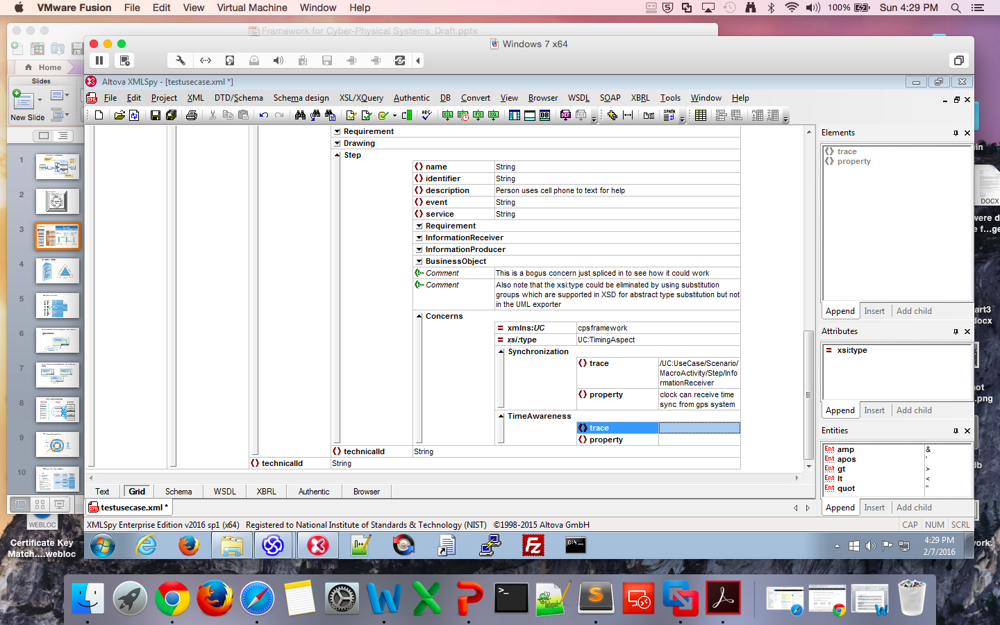 VMware Fusion File Edit View Virtual Machine Window Help 100% Sun 4:29 PM
Framework for Cyber-Physical Systems_Draft.pptx
Windows 7 x64
Home
Slides
New Slide
Altova XMLSpy - [testusecase.xml *]
File Edit Project XML DTD/Schema Schema design XSL/XQuery Authentic DB Convert View Browser WSDL SOAP XBRL Tools Window Help
1
2
3
4
5
6
7
8
9
10
Requirement
Drawing
Step
name String
identifier String
description Person uses cell phone to text for help
event String
service String
Requirement
InformationReceiver
InformationProducer
BusinessObject
Comment This is a bogus concern just spliced in to see how it could work
Comment Also note that the xsi:type could be eliminated by using substitution
groups which are supported in XSD for abstract type substitution but not
in the UML exporter
Concerns
xmlns:UC cpsframework
xsi:type UC:TimingAspect
Synchronization
trace /UC:UseCase/Scenario/
MacroActivity/Step/Info
rmationReceiver
property clock can receive time
sync from gps system
TimeAwareness
trace
property
technicalId String
technicalId String
Elements
trace
property
Append Insert Add child
Attributes
xsi:type
Append Insert Add child
Entities
Ent amp &
Ent apos '
Ent gt >
Ent lt <
Ent quot "
Append Insert Add child
Text Grid Schema WSDL XBRL Authentic Browser
testusecase.xml *
XMLSpy Enterprise Edition v2016 sp1 (x64) Registered to National Institute of Standards & Technology (NIST) ©1998-2015 Altova GmbH CAP NUM SCRL
4:29 PM
2/7/2016
WEBLOC
Certificate Key
Match....webloc
DOCX